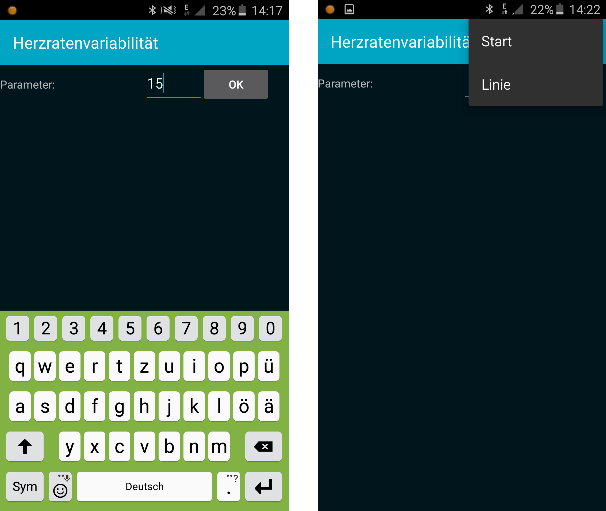 23% 14:17
Herzratenvariabilität
Parameter: 15 OK
1 2 3 4 5 6 7 8 9 0
q w e r t z u i o p ü
a s d f g h j k l ö ä
y x c v b n m
Sym Deutsch . ?
22% 14:22
Herzratenvariabilitä
Start
Linie
Parameter: